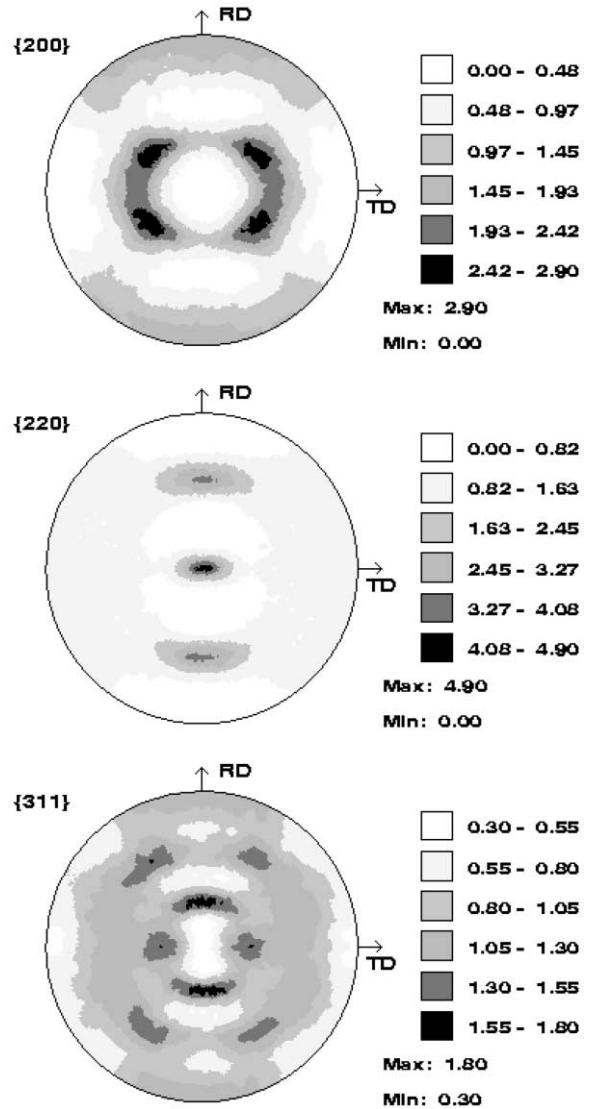 RD
{200}
TD
0.00 - 0.48
0.48 - 0.97
0.97 - 1.45
1.45 - 1.93
1.93 - 2.42
2.42 - 2.90
Max: 2.90
Min: 0.00
RD
{220}
TD
0.00 - 0.82
0.82 - 1.63
1.63 - 2.45
2.45 - 3.27
3.27 - 4.08
4.08 - 4.90
Max: 4.90
Min: 0.00
RD
{311}
TD
0.30 - 0.55
0.55 - 0.80
0.80 - 1.05
1.05 - 1.30
1.30 - 1.55
1.55 - 1.80
Max: 1.80
Min: 0.30